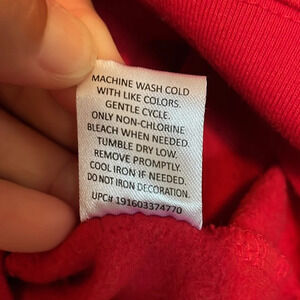 MACHINE WASH COLD
WITH LIKE COLORS.
GENTLE CYCLE.
ONLY NON-CHLORINE
BLEACH WHEN NEEDED.
TUMBLE DRY LOW.
REMOVE PROMPTLY.
COOL IRON IF NEEDED.
DO NOT IRON DECORATION.
UPC# 191603374770